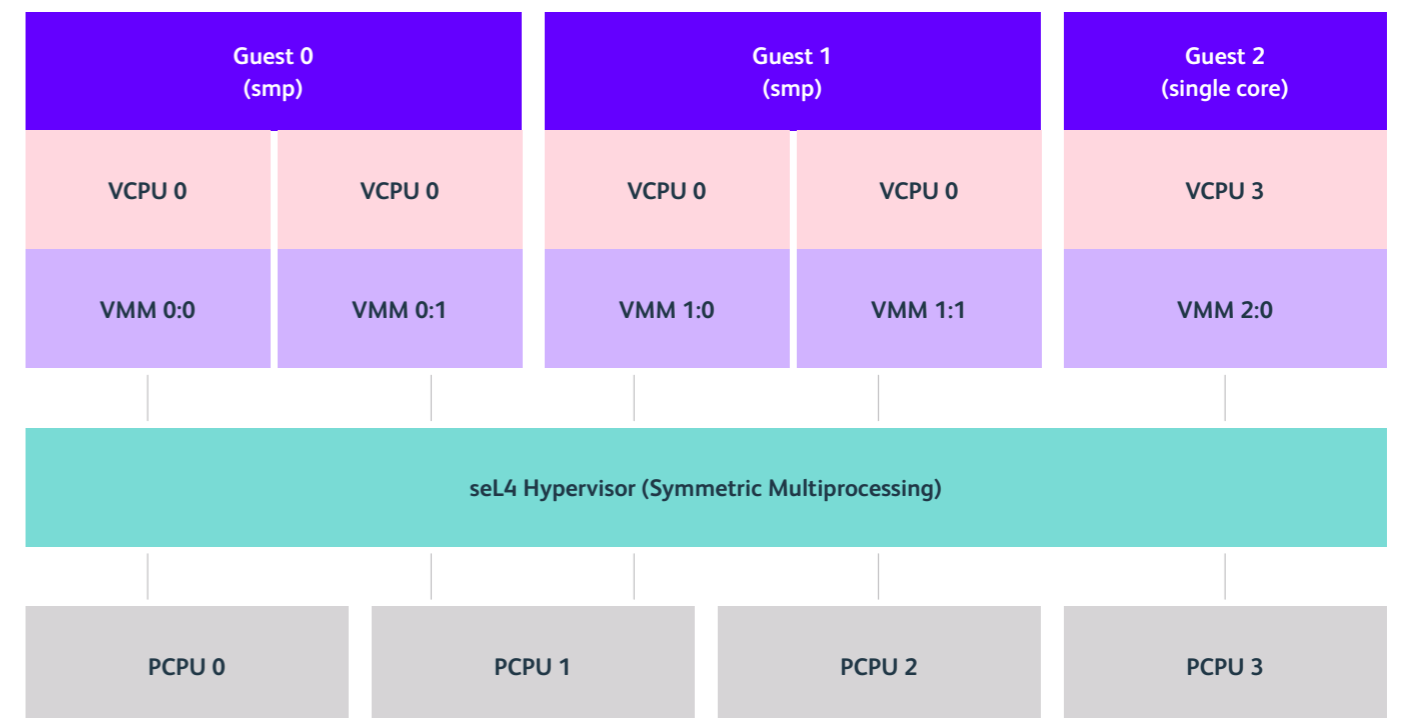 Guest 0
(smp)
Guest 1
(smp)
Guest 2
(single core)
VCPU 0
VCPU 0
VCPU 0
VCPU 0
VCPU 3
VMM 0:0
VMM 0:1
VMM 1:0
VMM 1:1
VMM 2:0
seL4 Hypervisor (Symmetric Multiprocessing)
PCPU 0
PCPU 1
PCPU 2
PCPU 3